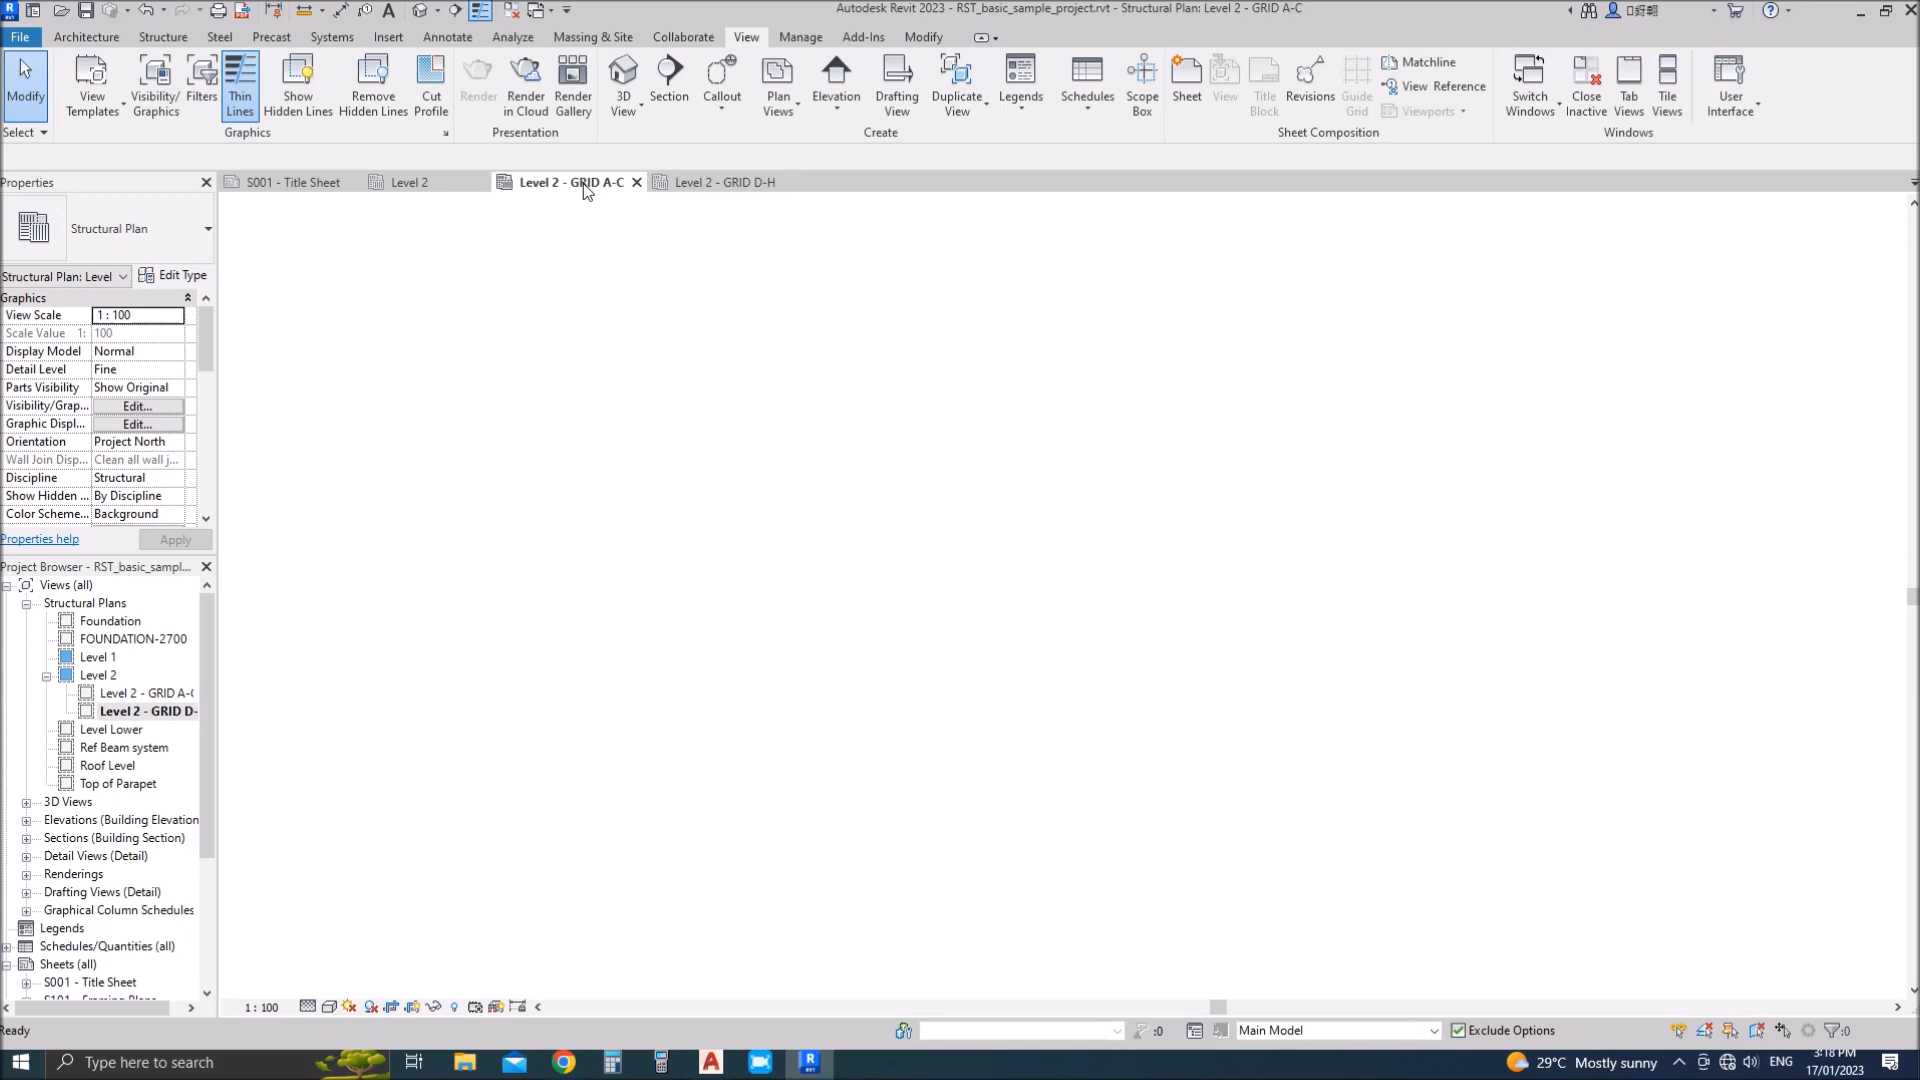 Autodesk Revit 2023 - RST_basic_sample_project.rvt - Structural Plan: Level 2 - GRID A-C
File Architecture Structure Steel Precast Systems Insert Annotate Analyze Massing & Site Collaborate View Manage Add-Ins Modify
Modify
View Templates
Visibility/ Graphics
Filters
Thin Lines
Show Hidden Lines
Remove Hidden Lines
Cut Profile
Render
Render in Cloud
Render Gallery
3D View
Section
Callout
Plan Views
Elevation
Drafting View
Duplicate View
Legends
Schedules
Scope Box
Sheet
View
Title Block
Revisions
Guide Grid
Matchline
View Reference
Viewports
Switch Windows
Close Inactive
Tab Views
Tile Views
User Interface
Select
Graphics
Presentation
Create
Sheet Composition
Windows
Properties
S001 - Title Sheet
Level 2
Level 2 - GRID A-C
Level 2 - GRID D-H
Structural Plan
Structural Plan: Level
Edit Type
Graphics
View Scale 1 : 100
Scale Value 1: 100
Display Model Normal
Detail Level Fine
Parts Visibility Show Original
Visibility/Grap... Edit...
Graphic Displ... Edit...
Orientation Project North
Wall Join Disp... Clean all wall j...
Discipline Structural
Show Hidden ... By Discipline
Color Scheme... Background
Properties help
Apply
Project Browser - RST_basic_sampl...
Views (all)
Structural Plans
Foundation
FOUNDATION-2700
Level 1
Level 2
Level 2 - GRID A-
Level 2 - GRID D-
Level Lower
Ref Beam system
Roof Level
Top of Parapet
3D Views
Elevations (Building Elevation
Sections (Building Section)
Detail Views (Detail)
Renderings
Drafting Views (Detail)
Graphical Column Schedules
Legends
Schedules/Quantities (all)
Sheets (all)
S001 - Title Sheet
S101 - Framing Plans
1 : 100
Ready
:0
Main Model
Exclude Options
:0
Type here to search
29°C Mostly sunny
ENG
3:18 PM
17/01/2023